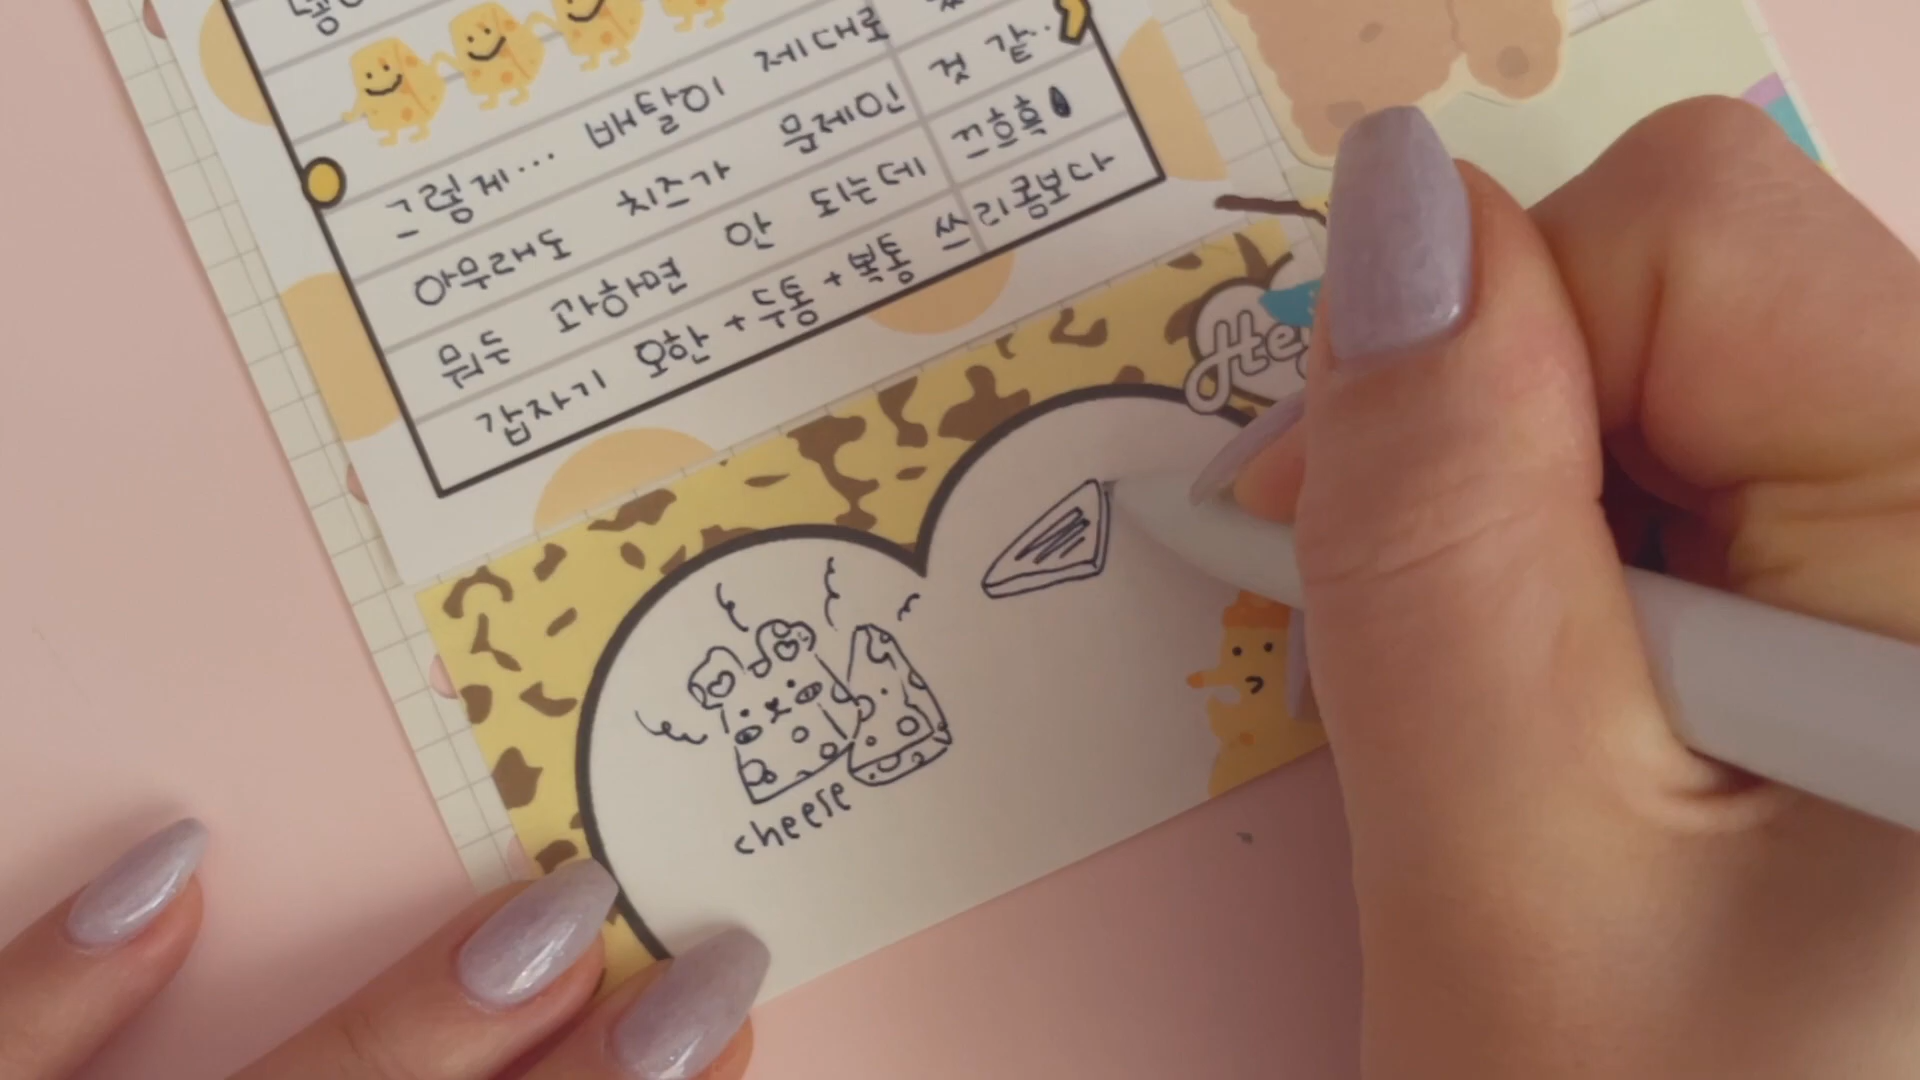 그렇게... 배탈이 제대로
아무래도 치즈가 문제인 것 같..
뭐든 과하면 안 되는데 끄흐흑
갑자기 오한+두통+복통 쓰리콤보다
cheese